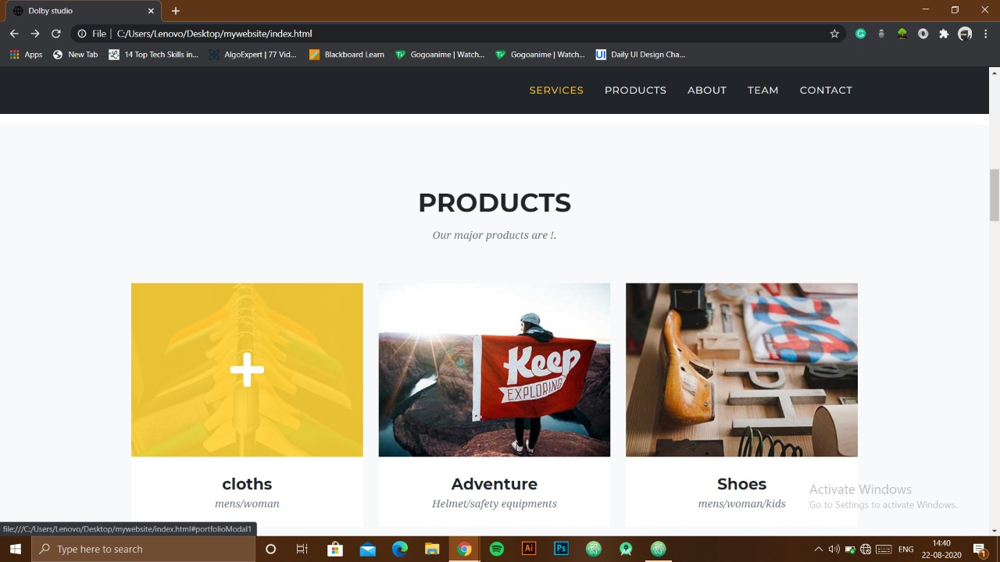 Dolby studio
File
C:/Users/Lenovo/Desktop/mywebsite/index.html
Apps
New Tab
14 Top Tech Skills in...
AlgoExpert | 77 Vid...
Blackboard Learn
Gogoanime | Watch...
Gogoanime | Watch...
UI
Daily UI Design Cha...
SERVICES
PRODUCTS
ABOUT
TEAM
CONTACT
PRODUCTS
Our major products are !.
Keep
EXPLORING
cloths
mens/woman
Adventure
Helmet/safety equipments
Shoes
mens/woman/kids
Activate Windows
Go to Settings to activate Windows.
file:///C:/Users/Lenovo/Desktop/mywebsite/index.html#portfolioModal1
Type here to search
Ai
Ps
ENG
14:40
22-08-2020
1